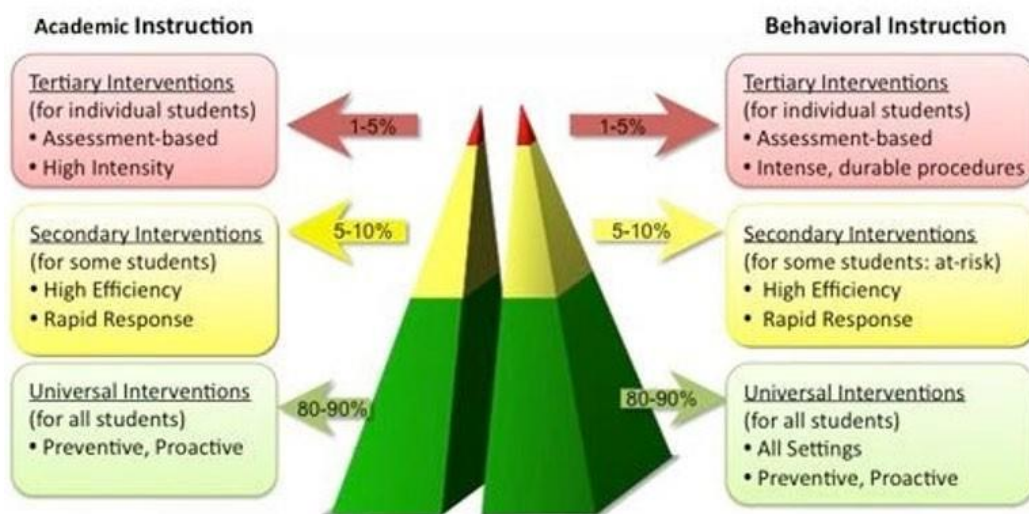 Academic Instruction
Tertiary Interventions
(for individual students)
• Assessment-based
• High Intensity
1-5%
Secondary Interventions
(for some students)
• High Efficiency
• Rapid Response
5-10%
Universal Interventions
(for all students)
• Preventive, Proactive
80-90%
Behavioral Instruction
1-5%
Tertiary Interventions
(for individual students)
• Assessment-based
• Intense, durable procedures
5-10%
Secondary Interventions
(for some students: at-risk)
• High Efficiency
• Rapid Response
80-90%
Universal Interventions
(for all students)
• All Settings
• Preventive, Proactive